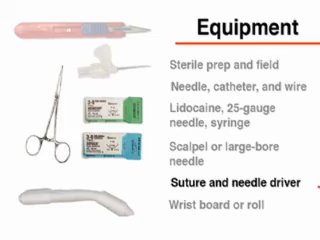 Equipment
Sterile prep and field
Needle, catheter, and wire
Lidocaine, 25-gauge
needle, syringe
Scalpel or large-bore
needle
Suture and needle driver
Wrist board or roll